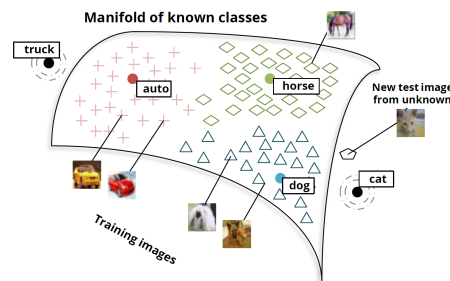 Manifold of known classes
truck
auto
horse
New test image
from unknown
cat
dog
Training images